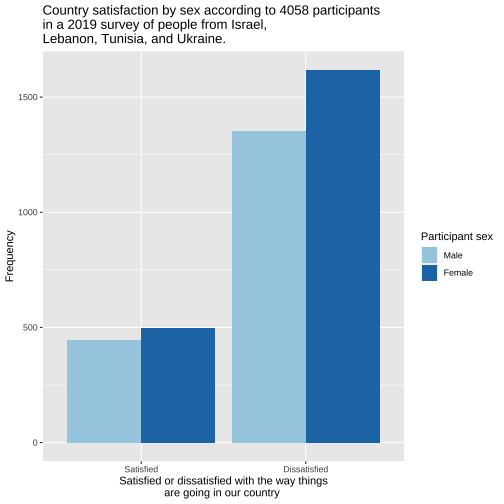 Country satisfaction by sex according to 4058 participants
in a 2019 survey of people from Israel,
Lebanon, Tunisia, and Ukraine.
1500
1000
500
0
Frequency
Satisfied
Dissatisfied
Satisfied or dissatisfied with the way things
are going in our country
Participant sex
Male
Female